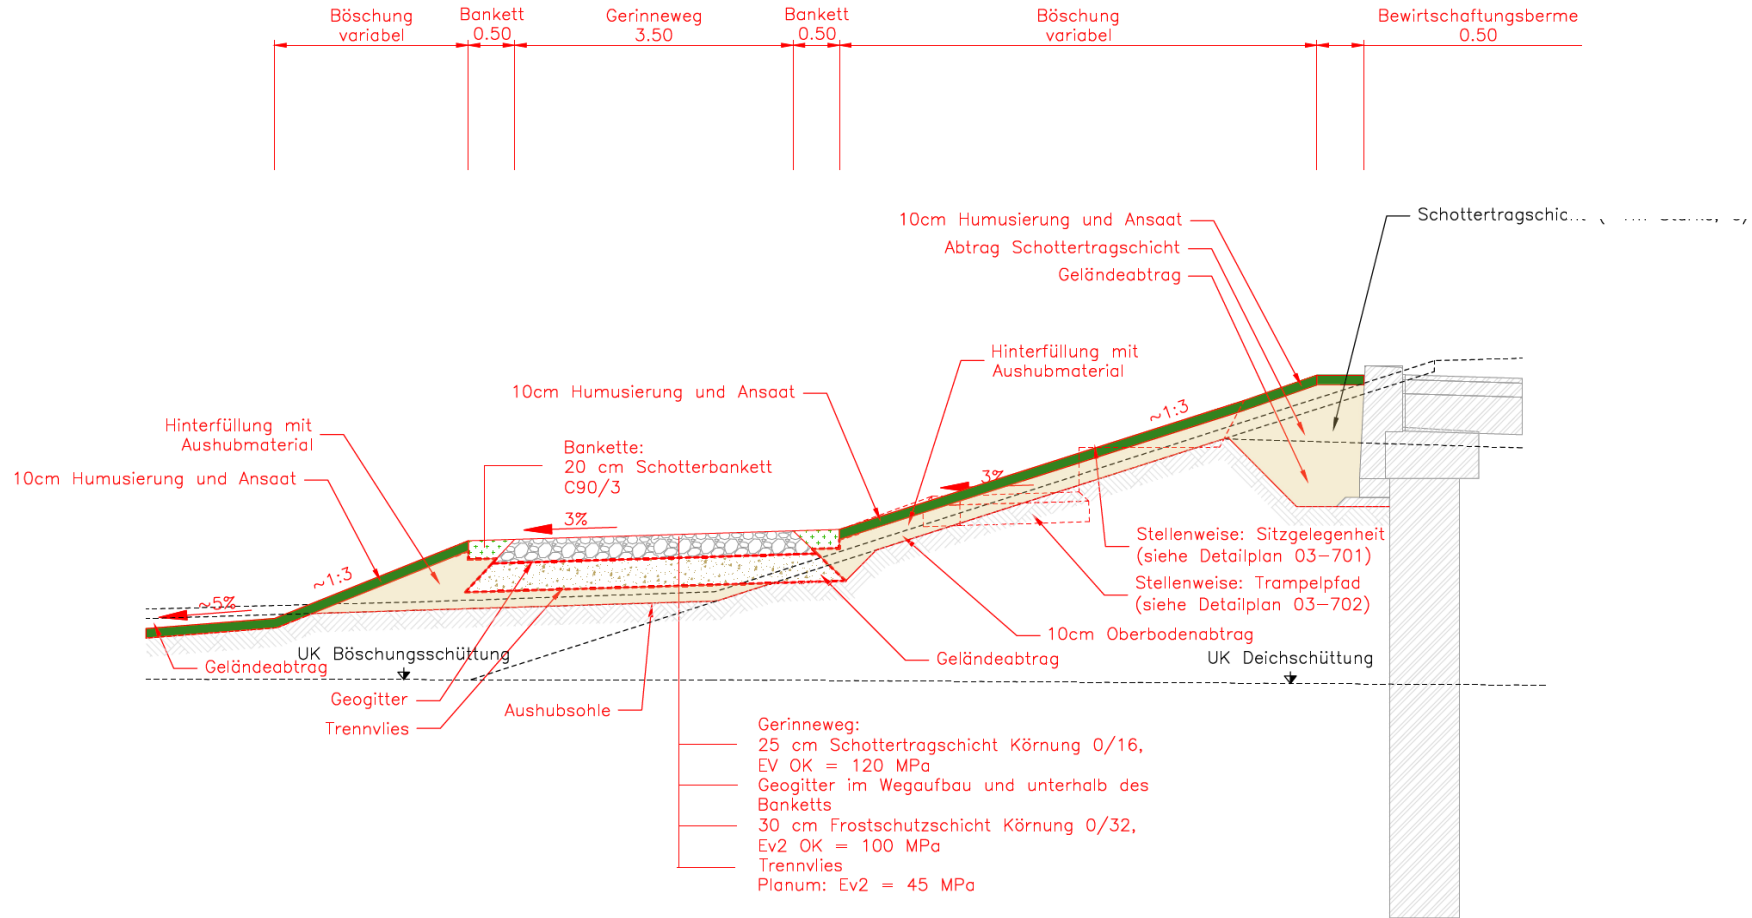 Böschung
variabel
Bankett
0.50
Gerinneweg
3.50
Bankett
0.50
Böschung
variabel
Bewirtschaftungsberme
0.50
10cm Humusierung und Ansaat
Abtrag Schottertragschicht
Geländeabtrag
Hinterfüllung mit
Aushubmaterial
10cm Humusierung und Ansaat
Hinterfüllung mit
Aushubmaterial
10cm Humusierung und Ansaat
Bankette:
20 cm Schotterbankett
C90/3
~1:3
3%
3%
~1:3
~5%
Stellenweise: Sitzgelegenheit
(siehe Detailplan 03-701)
Stellenweise: Trampelpfad
(siehe Detailplan 03-702)
10cm Oberbodenabtrag
Geländeabtrag
UK Böschungsschüttung
UK Deichschüttung
Geländeabtrag
Geogitter
Trennvlies
Aushubsohle
Gerinneweg:
25 cm Schottertragschicht Körnung 0/16,
EV OK = 120 MPa
Geogitter im Wegaufbau und unterhalb des
Banketts
30 cm Frostschutzschicht Körnung 0/32,
Ev2 OK = 100 MPa
Trennvlies
Planum: Ev2 = 45 MPa